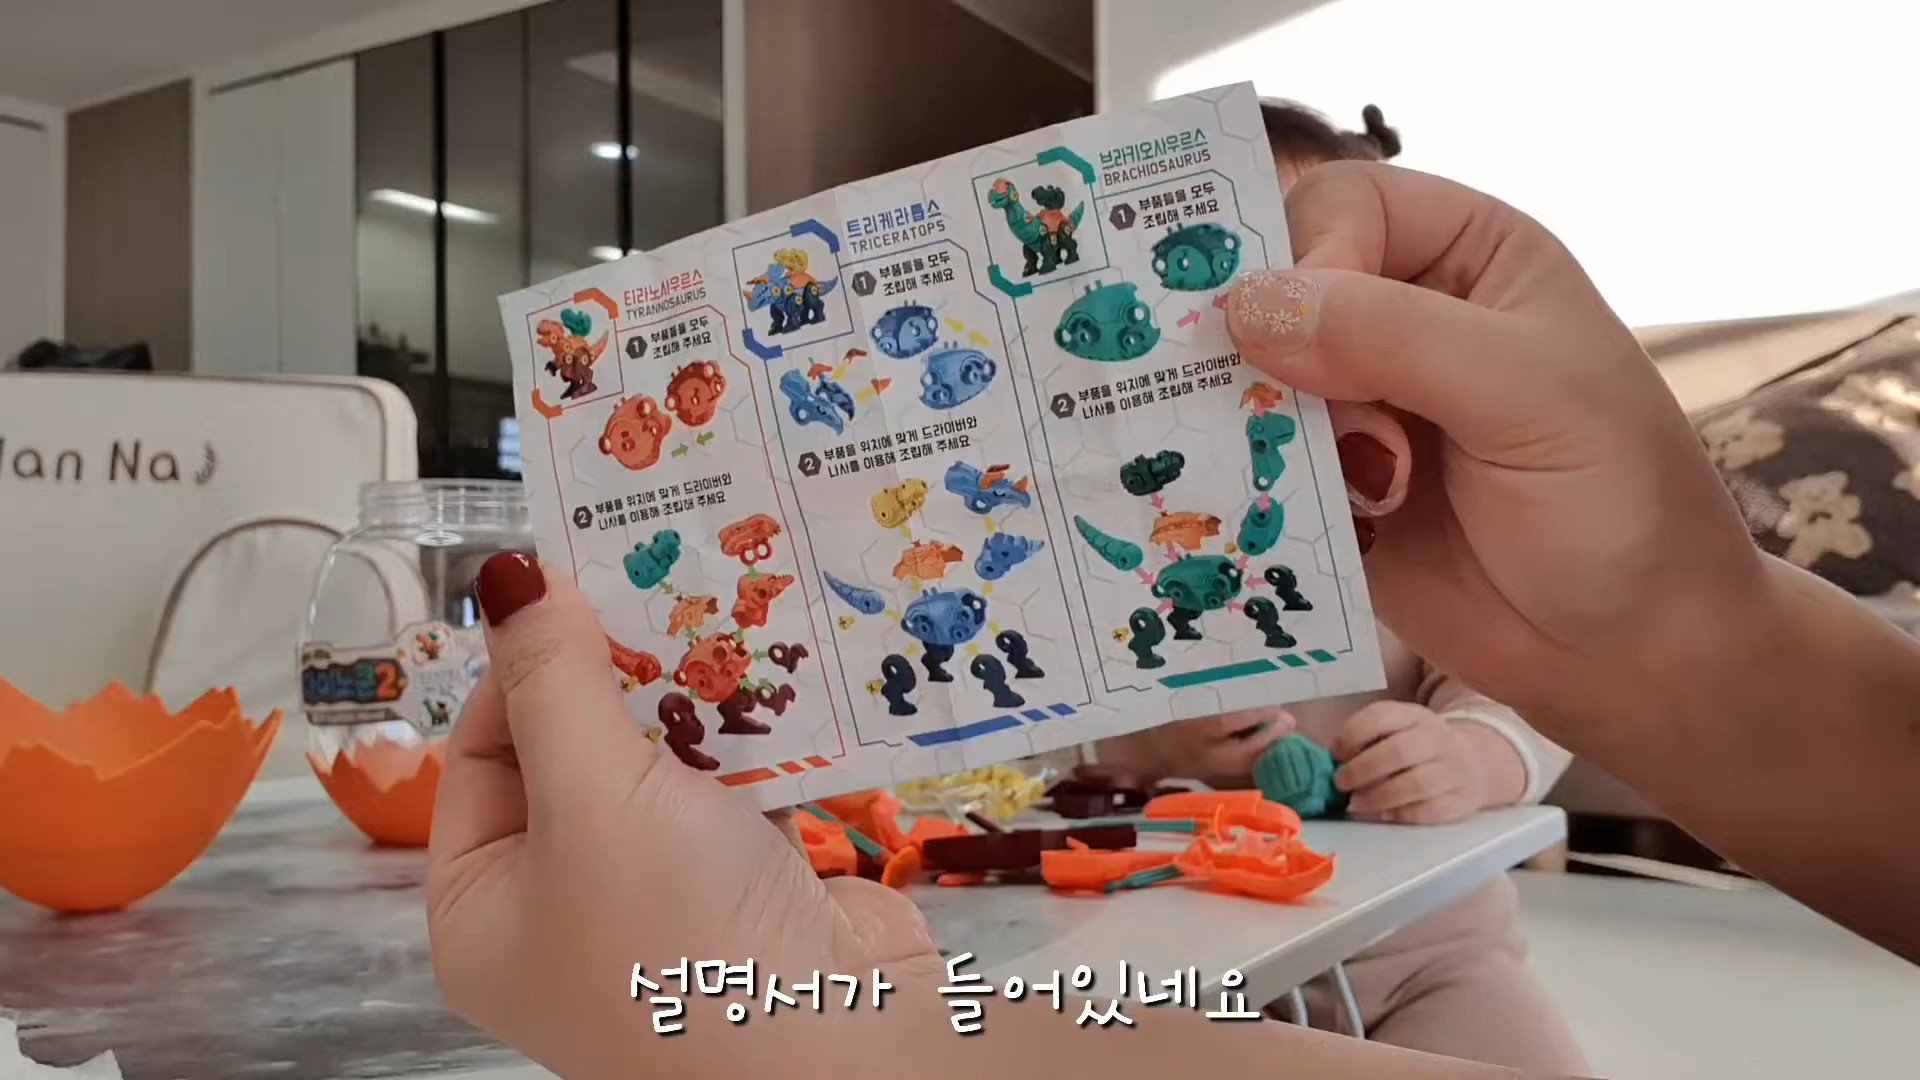 티라노사우르스
TYRANNOSAURUS
1 부품들을 모두
조립해 주세요
2 부품을 위치에 맞게 드라이버와
나사를 이용해 조립해 주세요
트리케라톱스
TRICERATOPS
1 부품들을 모두
조립해 주세요
2 부품을 위치에 맞게 드라이버와
나사를 이용해 조립해 주세요
브라키오사우르스
BRACHIOSAURUS
1 부품들을 모두
조립해 주세요
2 부품을 위치에 맞게 드라이버와
나사를 이용해 조립해 주세요
Na
설명서가 들어있네요